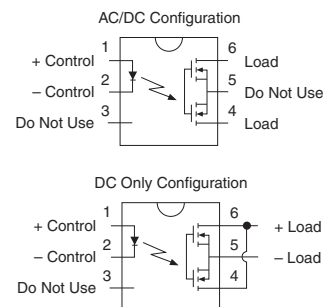 AC/DC Configuration
1
6
+ Control
Load
2
5
– Control
Do Not Use
3
4
Do Not Use
Load
DC Only Configuration
1
6
+ Control
+ Load
2
5
– Control
– Load
3
4
Do Not Use